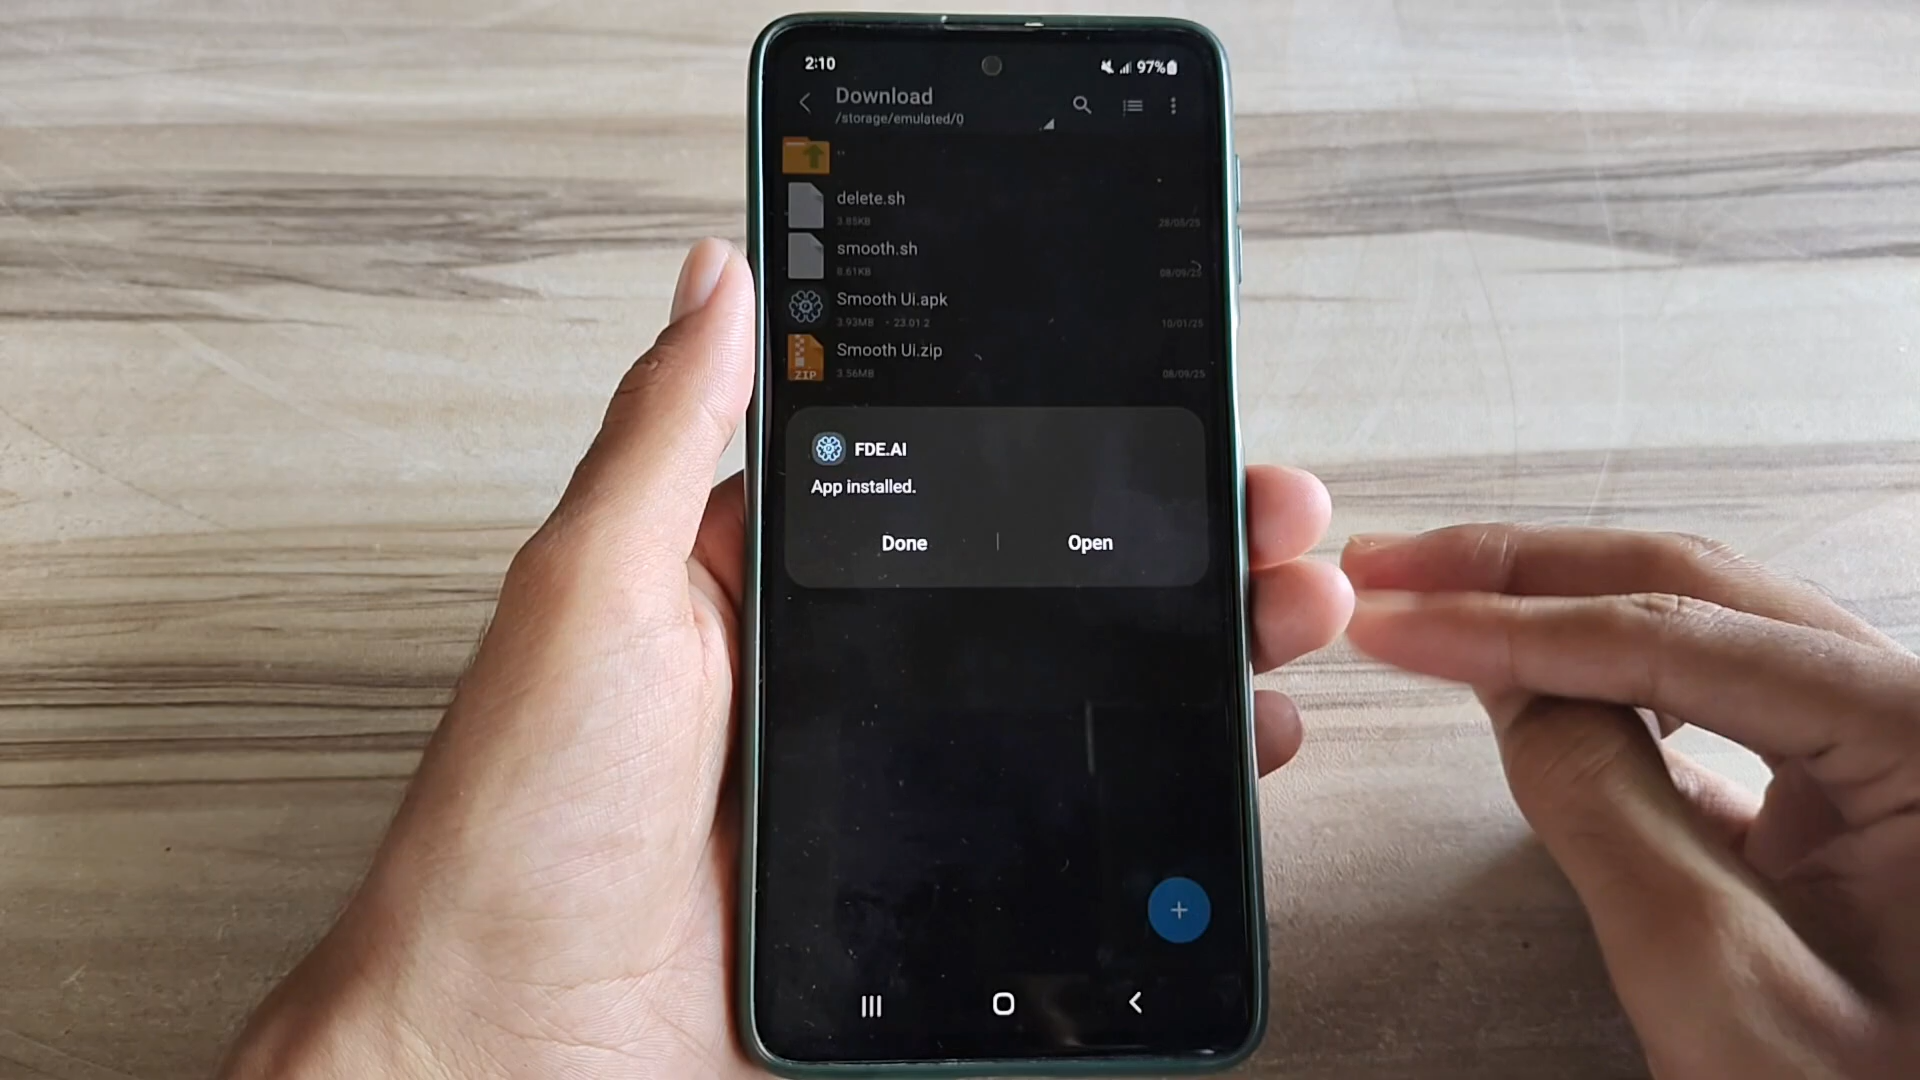 2:10
97%
Download
/storage/emulated/0
..
delete.sh
3.85KB
28/05/25
smooth.sh
8.61KB
08/09/25
Smooth Ui.apk
3.93MB • 23.01.2
10/01/25
Smooth Ui.zip
ZIP
3.56MB
08/09/25
FDE.AI
App installed.
Done | Open